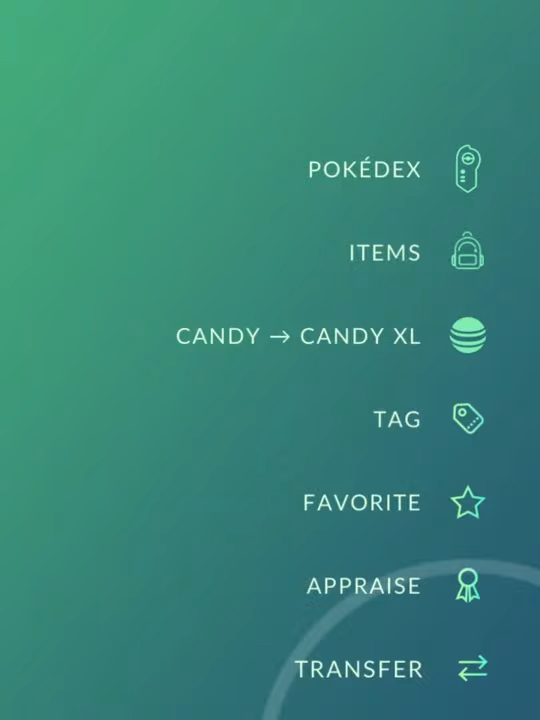 POKÉDEX
ITEMS
CANDY → CANDY XL
TAG
FAVORITE
APPRAISE
TRANSFER